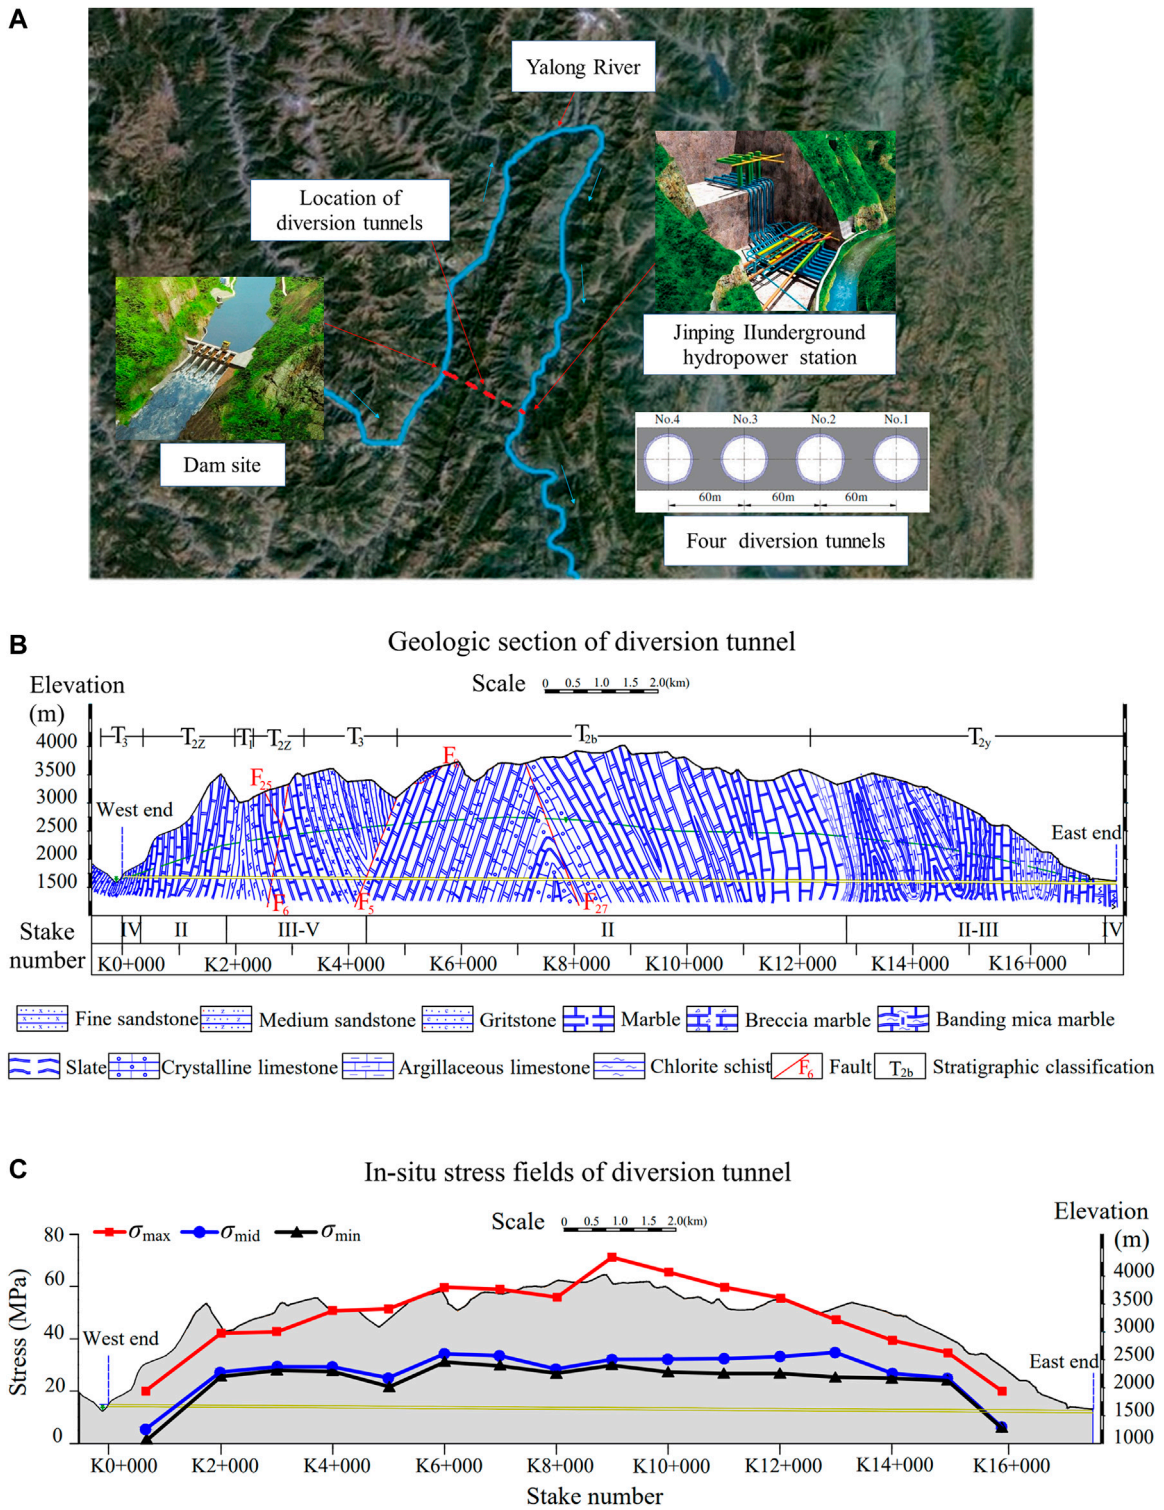 A
Yalong River
Location of
diversion tunnels
Dam site
Jinping IIunderground
hydropower station
No.4 No.3 No.2 No.1
60m 60m 60m
Four diversion tunnels
B
Geologic section of diversion tunnel
Elevation
(m)
Scale 0 0.5 1.0 1.5 2.0(km)
T3 T2Z T1 T2Z T3 T2b T2y
4000
3500
3000
2500
2000
1500
West end
East end
F25
F6
F5
F
F27
Stake
number
IV II III-V II II-III IV
K0+000 K2+000 K4+000 K6+000 K8+000 K10+000 K12+000 K14+000 K16+000
Fine sandstone Medium sandstone Gritstone Marble Breccia marble Banding mica marble
Slate Crystalline limestone Argillaceous limestone Chlorite schist F6 Fault T2b Stratigraphic classification
C
In-situ stress fields of diversion tunnel
Scale 0 0.5 1.0 1.5 2.0(km)
Elevation
(m)
σmax σmid σmin
Stress (MPa)
80
60
40
20
0
West end
East end
4000
3500
3000
2500
2000
1500
1000
K0+000 K2+000 K4+000 K6+000 K8+000 K10+000 K12+000 K14+000 K16+000
Stake number